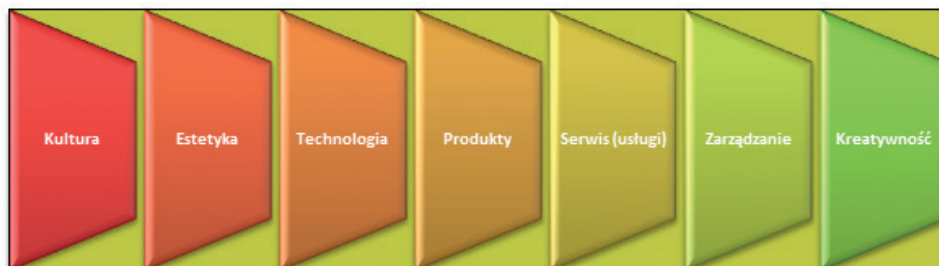 Kultura
Estetyka
Technologia
Produkty
Serwis (usługi)
Zarządzanie
Kreatywność